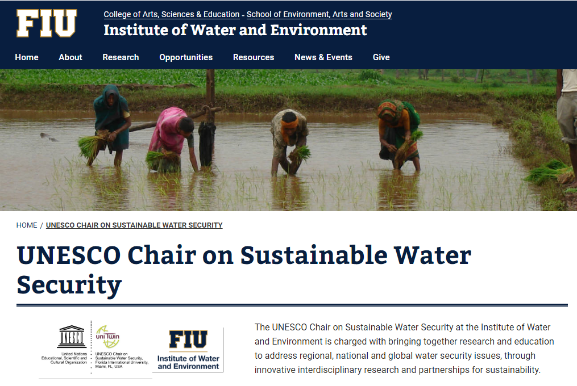 FIU
College of Arts, Sciences & Education - School of Environment, Arts and Society
Institute of Water and Environment
Home About Research Opportunities Resources News & Events Give
HOME / UNESCO CHAIR ON SUSTAINABLE WATER SECURITY
UNESCO Chair on Sustainable Water
Security
United Nations
Educational, Scientific and
Cultural Organization
uni twin
UNESCO Chair on
Sustainable Water Security,
Florida International University,
Miami, FL, USA
FIU
Institute of Water
and Environment
The UNESCO Chair on Sustainable Water Security at the Institute of Water
and Environment is charged with bringing together research and education
to address regional, national and global water security issues, through
innovative interdisciplinary research and partnerships for sustainability.